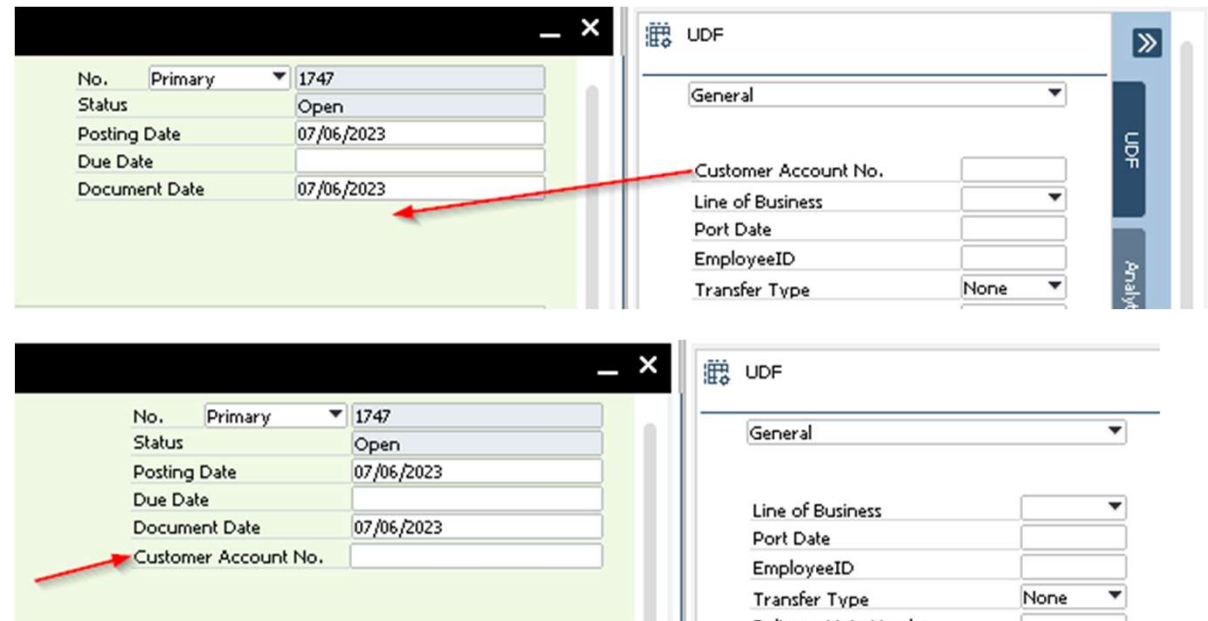 UDF
No. Primary 1747
Status Open
Posting Date 07/06/2023
Due Date
Document Date 07/06/2023
General
Customer Account No.
Line of Business
Port Date
EmployeeID
Transfer Type None
UDF
UDF
No. Primary 1747
Status Open
Posting Date 07/06/2023
Due Date
Document Date 07/06/2023
Customer Account No.
General
Line of Business
Port Date
EmployeeID
Transfer Type None